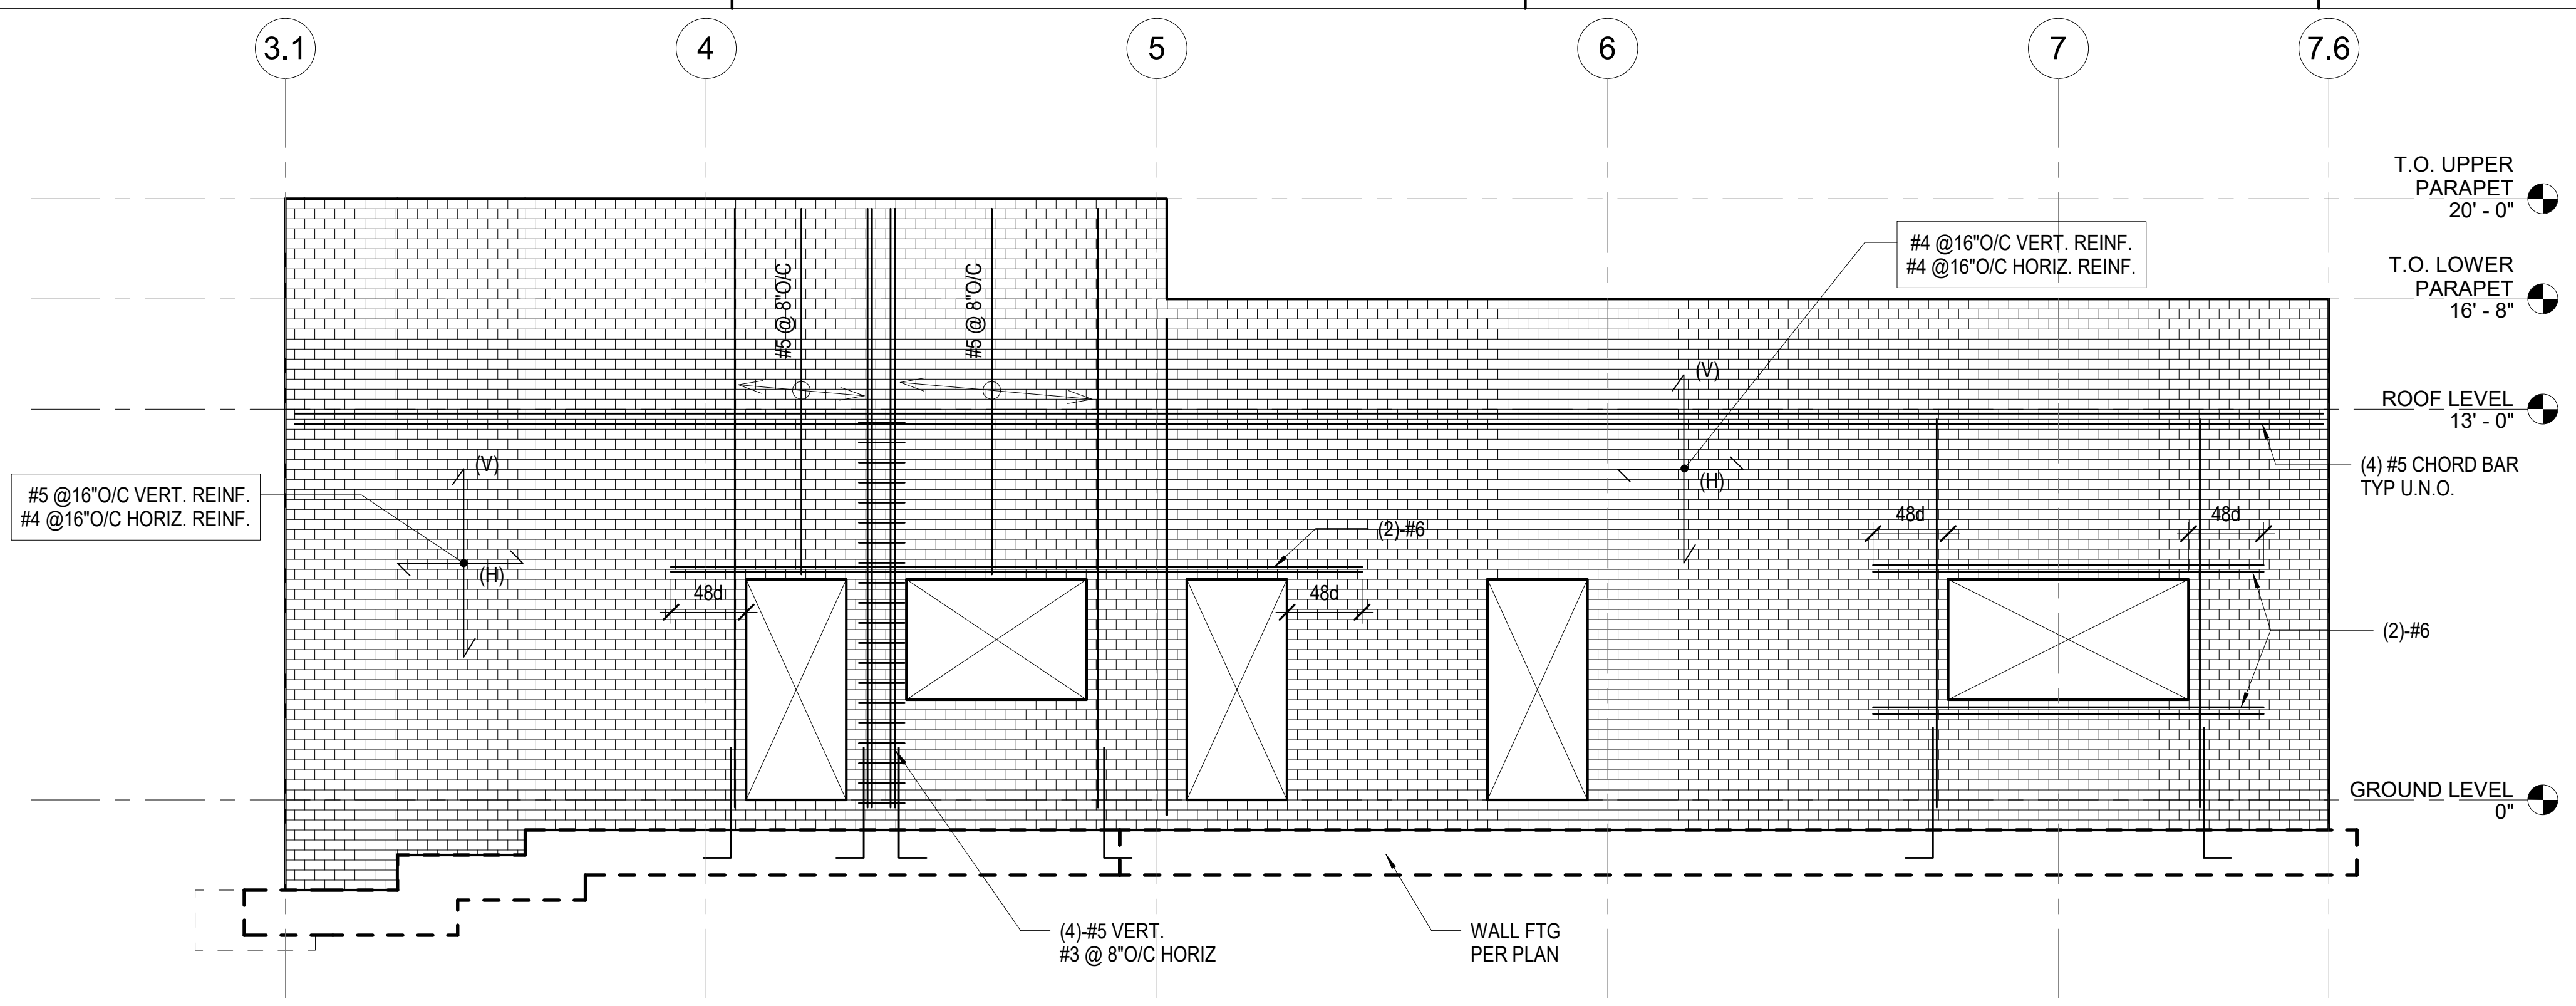 3.1
4
5
6
7
7.6
T.O. UPPER
PARAPET
20' - 0"
#4 @16"O/C VERT. REINF.
#4 @16"O/C HORIZ. REINF.
T.O. LOWER
PARAPET
16' - 8"
#5 @ 8"O/C
#5 @ 8"O/C
(V)
ROOF LEVEL
13' - 0"
(V)
(H)
(4) #5 CHORD BAR
TYP U.N.O.
#5 @16"O/C VERT. REINF.
#4 @16"O/C HORIZ. REINF.
(H)
(2)-#6
48d
48d
48d
48d
(2)-#6
GROUND LEVEL
0"
(4)-#5 VERT.
#3 @ 8"O/C HORIZ
WALL FTG
PER PLAN